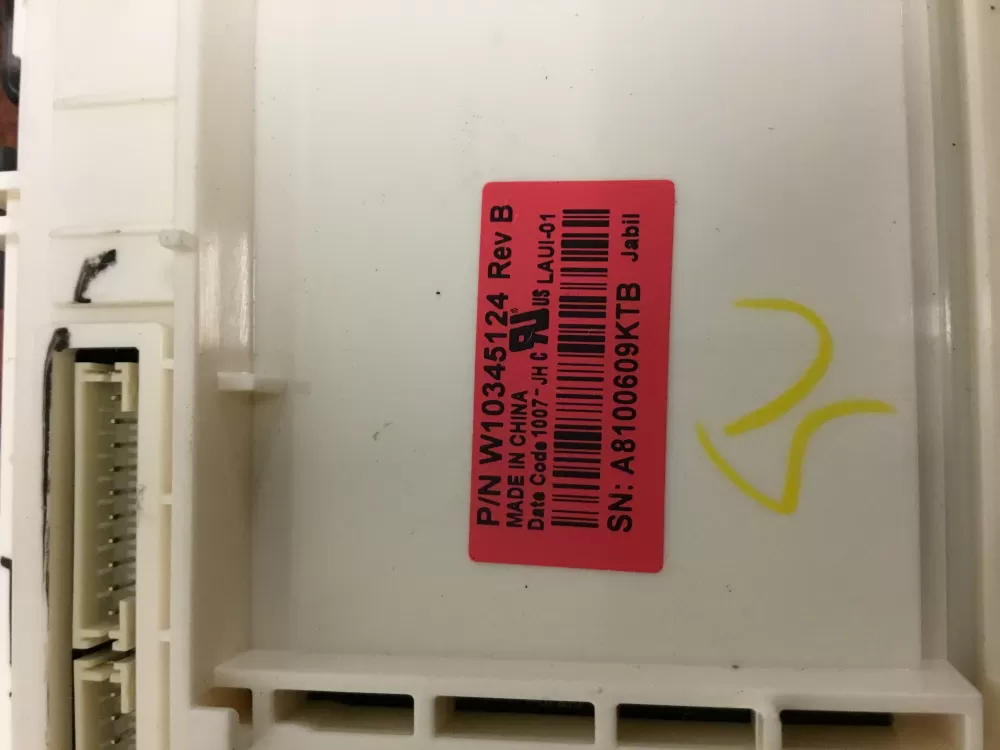 P/N W10345124 Rev B
MADE IN CHINA
Date Code 1007 - JH C US LAUI-01
SN: A8100609KTB Jabil